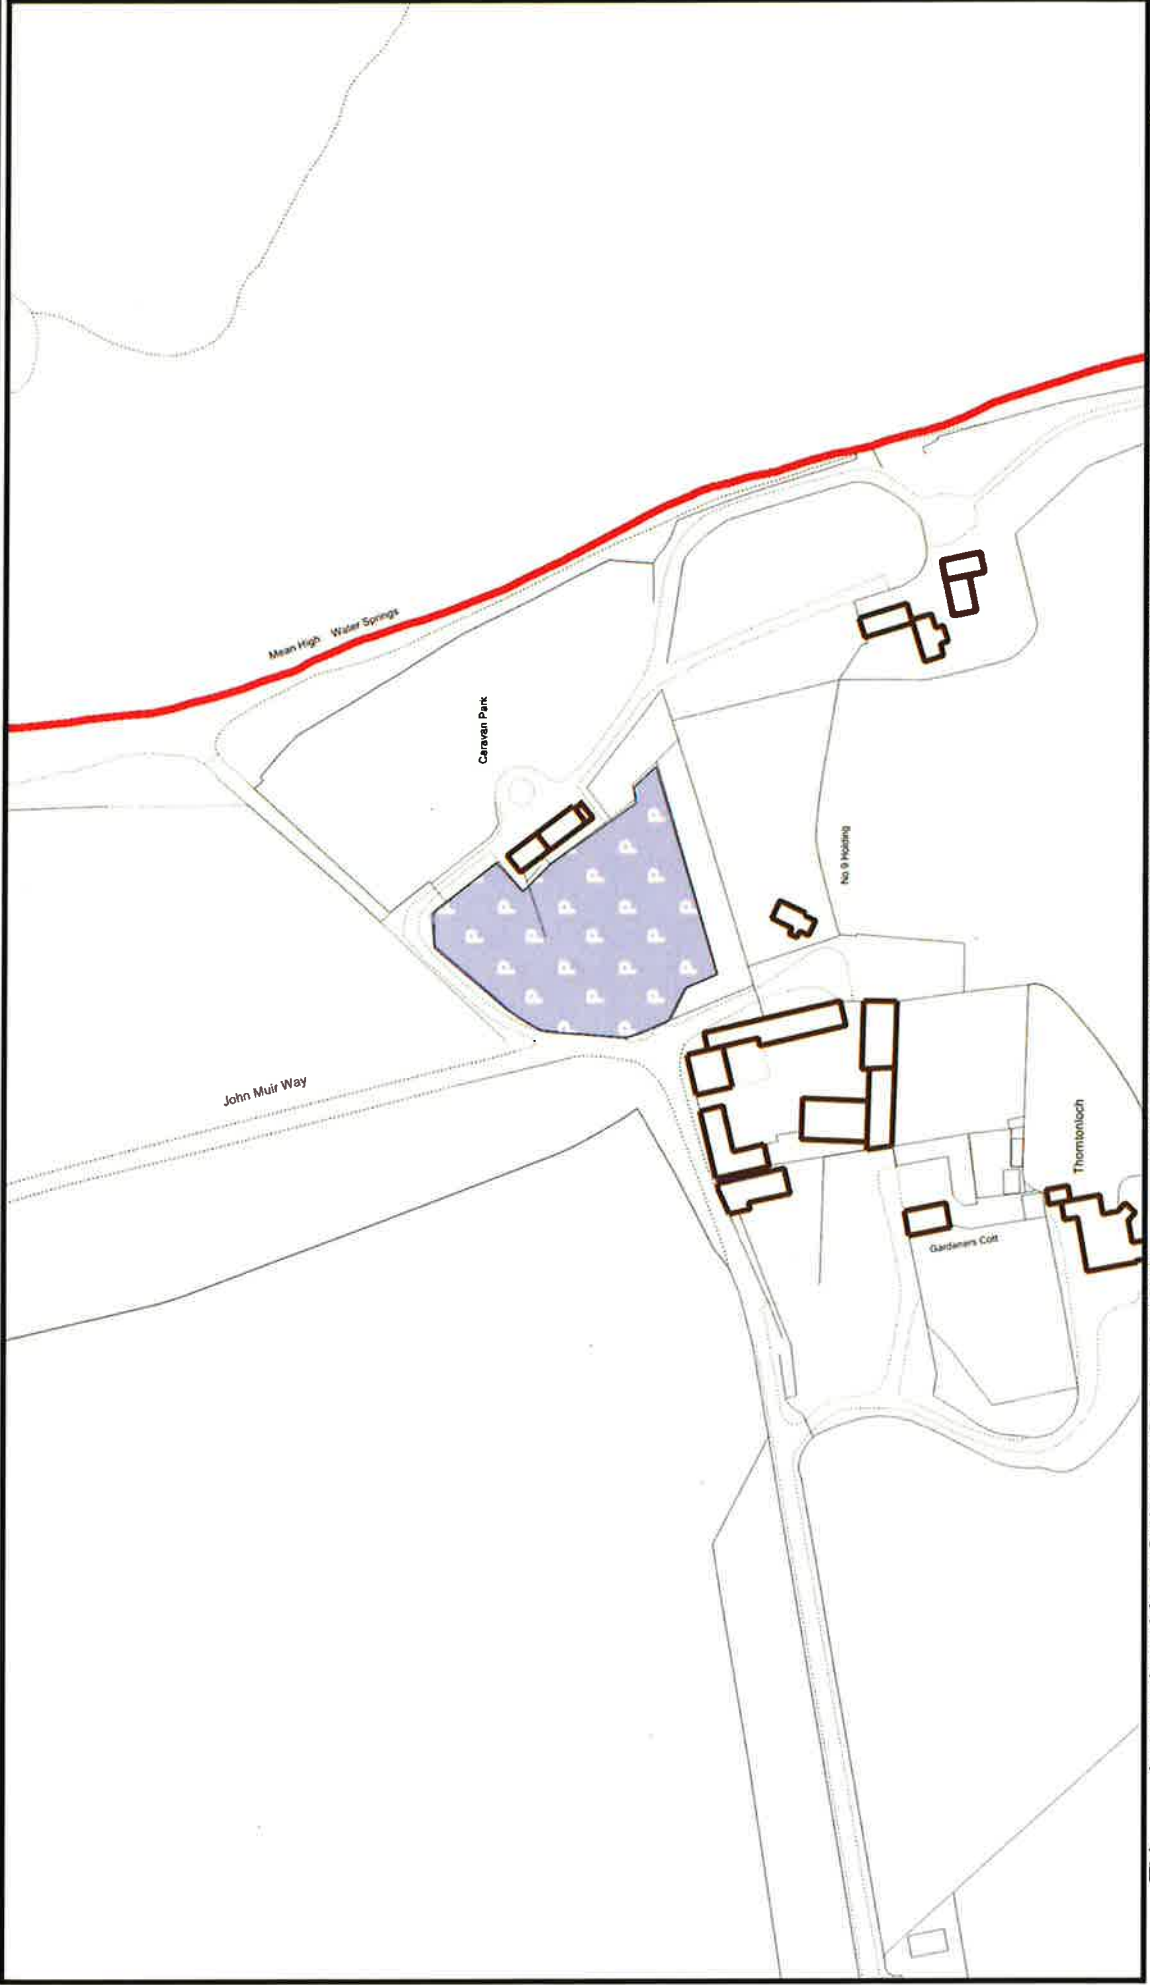 Mean High Water Springs
Caravan Park
No 9 Holding
John Muir Way
Thorntonloch
Gardeners Cott
P P P P P P P P P P P P P P P P P P P P P P P P